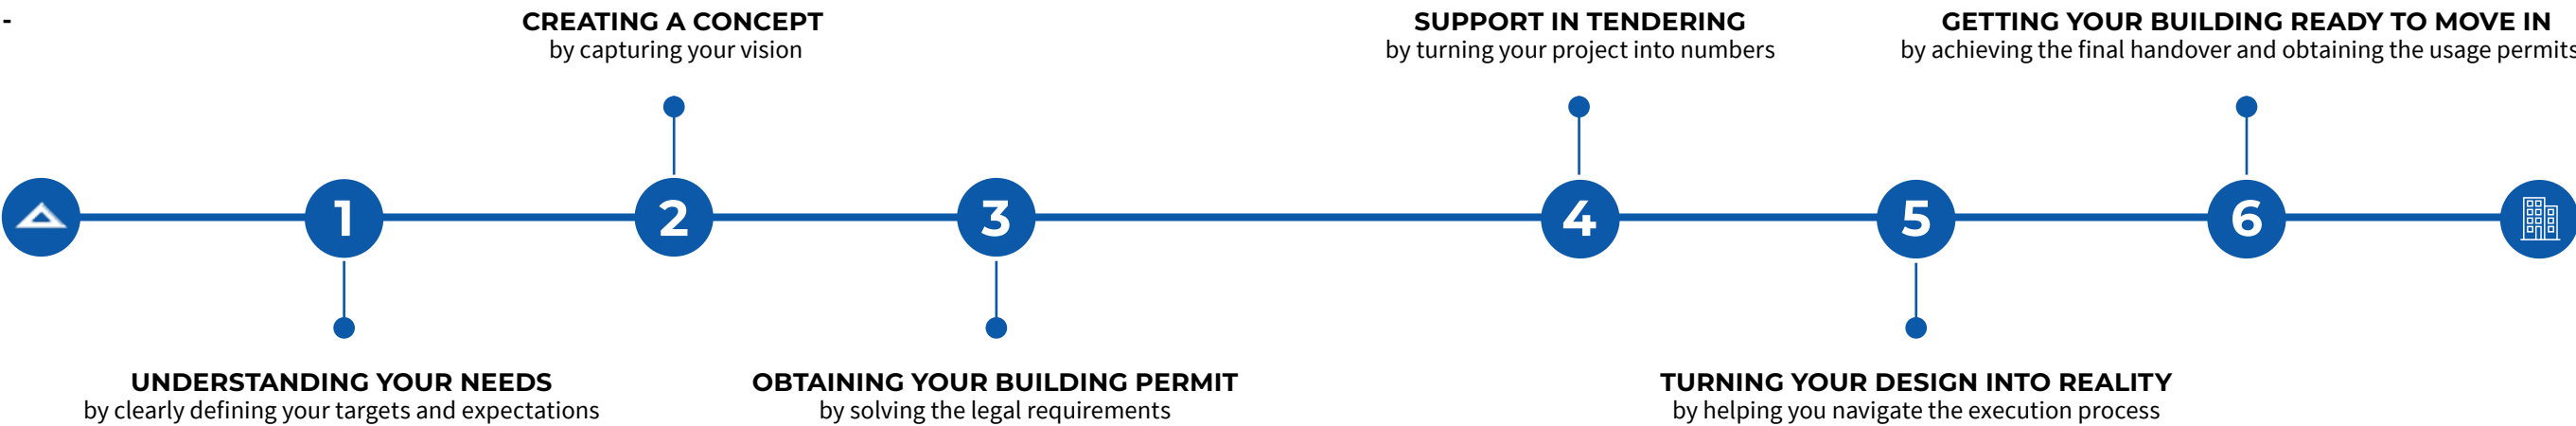 -
CREATING A CONCEPT
by capturing your vision
SUPPORT IN TENDERING
by turning your project into numbers
GETTING YOUR BUILDING READY TO MOVE IN
by achieving the final handover and obtaining the usage permits
1
2
3
4
5
6
UNDERSTANDING YOUR NEEDS
by clearly defining your targets and expectations
OBTAINING YOUR BUILDING PERMIT
by solving the legal requirements
TURNING YOUR DESIGN INTO REALITY
by helping you navigate the execution process